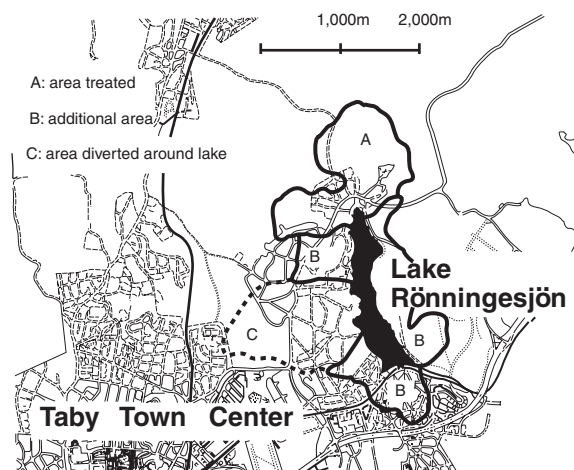 1,000m 2,000m
A: area treated
B: additional area
C: area diverted around lake
A
B
Lake
Rönningesjön
C
B
B
Taby Town Center